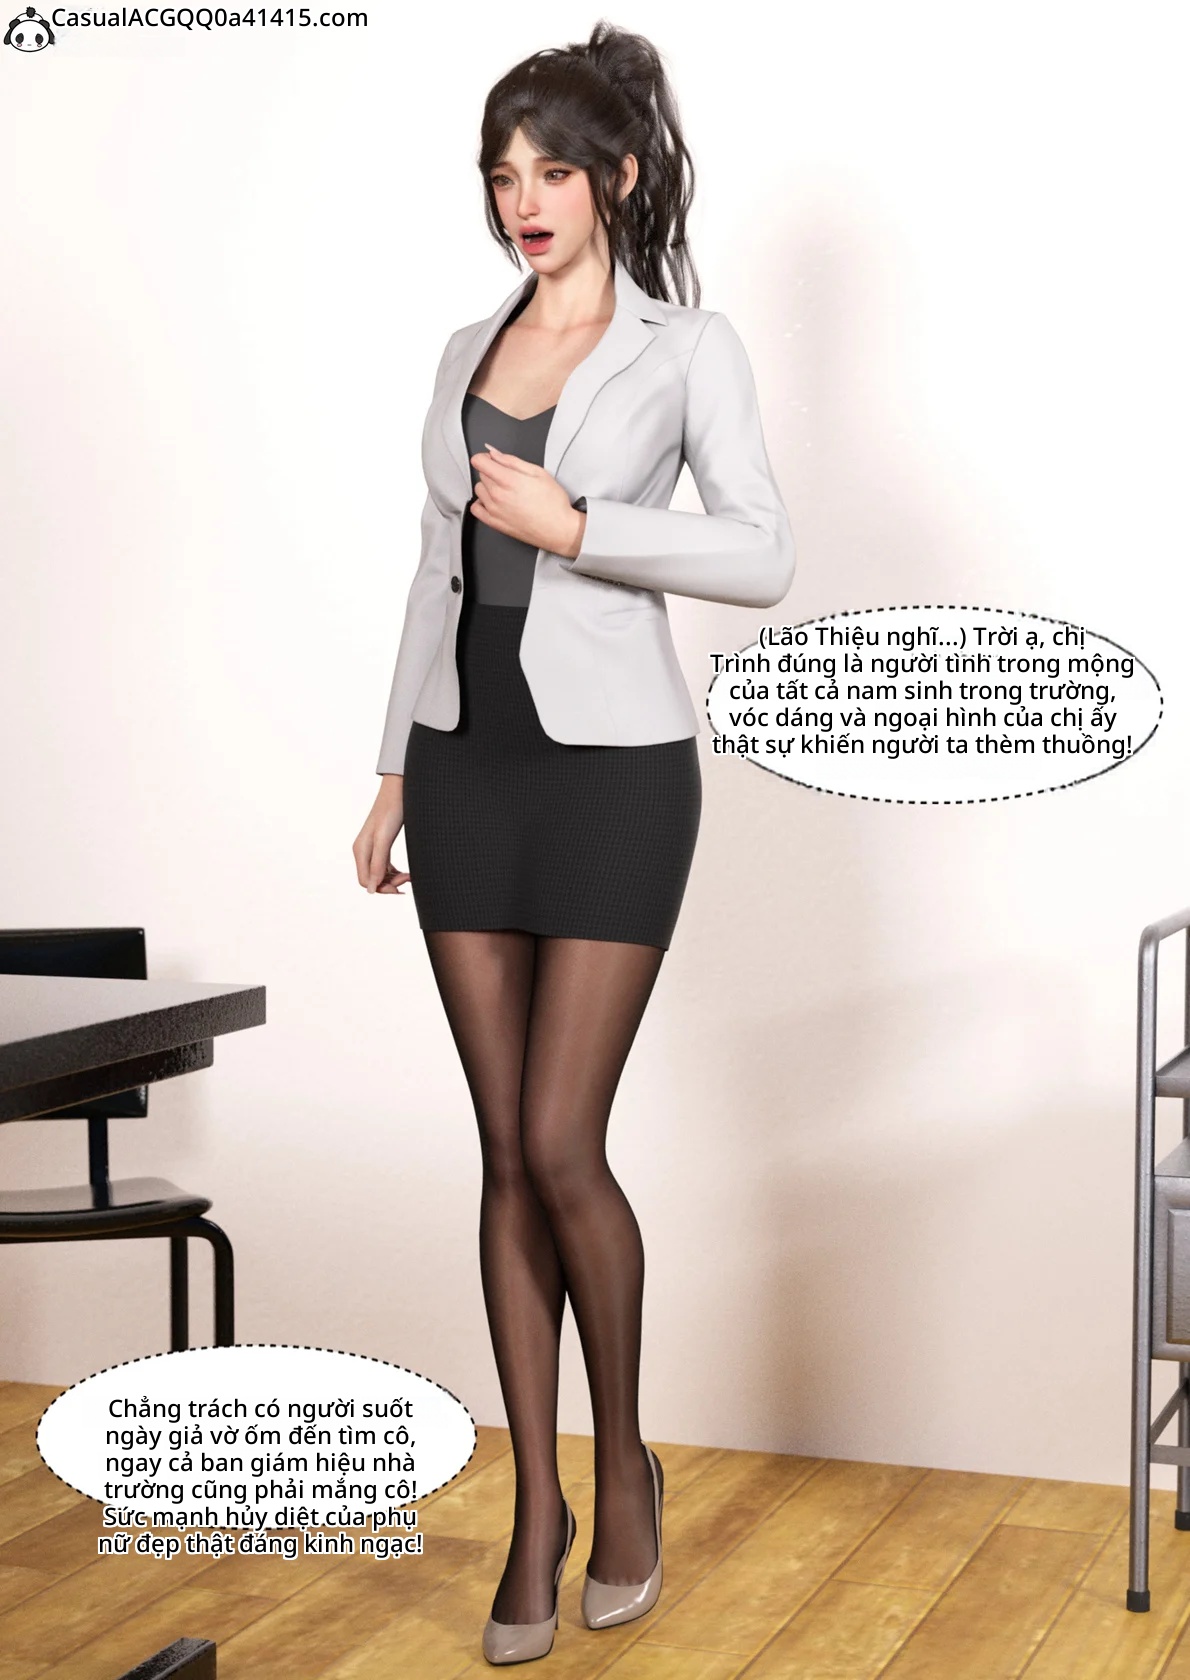 CasualACGQQ0a41415.com
(Lão Thiệu nghĩ...) Trời ạ, chị
Trình đúng là người tình trong mộng
của tất cả nam sinh trong trường,
vóc dáng và ngoại hình của chị ấy
thật sự khiến người ta thèm thuồng!
Chẳng trách có người suốt
ngày giả vờ ốm đến tìm cô,
ngay cả ban giám hiệu nhà
trường cũng phải mắng cô!
Sức mạnh hủy diệt của phụ
nữ đẹp thật đáng kinh ngạc!